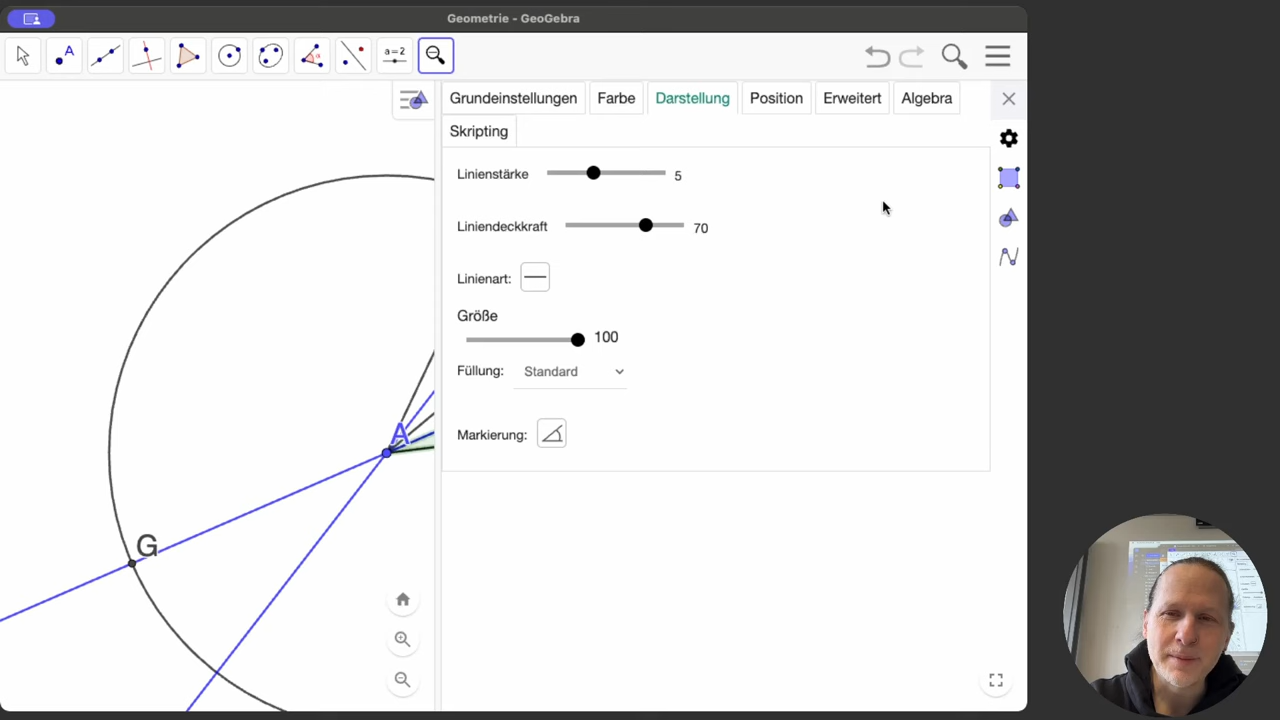 Geometrie - GeoGebra
A
a=2
Grundeinstellungen Farbe Darstellung Position Erweitert Algebra
Skripting
Linienstärke 5
Liniendeckkraft 70
Linienart:
Größe
100
Füllung: Standard
Markierung:
A
G